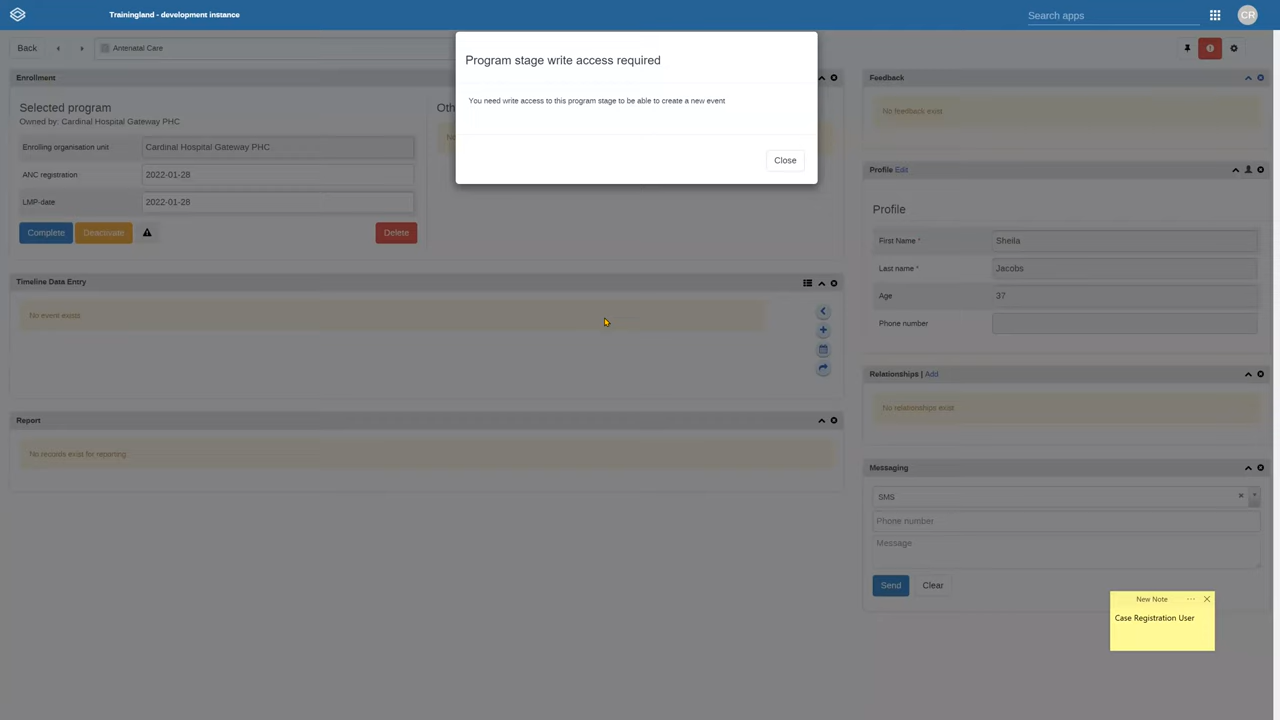 Trainingland - development instance
Search apps
CR
Back
Antenatal Care
Program stage write access required
You need write access to this program stage to be able to create a new event
Close
Enrollment
Selected program
Owned by: Cardinal Hospital Gateway PHC
Enrolling organisation unit
Cardinal Hospital Gateway PHC
ANC registration
2022-01-28
LMP-date
2022-01-28
Complete
Deactivate
Delete
Oth
No
Timeline Data Entry
No event exists
Report
No records exist for reporting
Feedback
No feedback exist
Profile Edit
Profile
First Name *
Sheila
Last name *
Jacobs
Age
37
Phone number
Relationships | Add
No relationships exist
Messaging
SMS
Phone number
Message
Send
Clear
New Note
Case Registration User